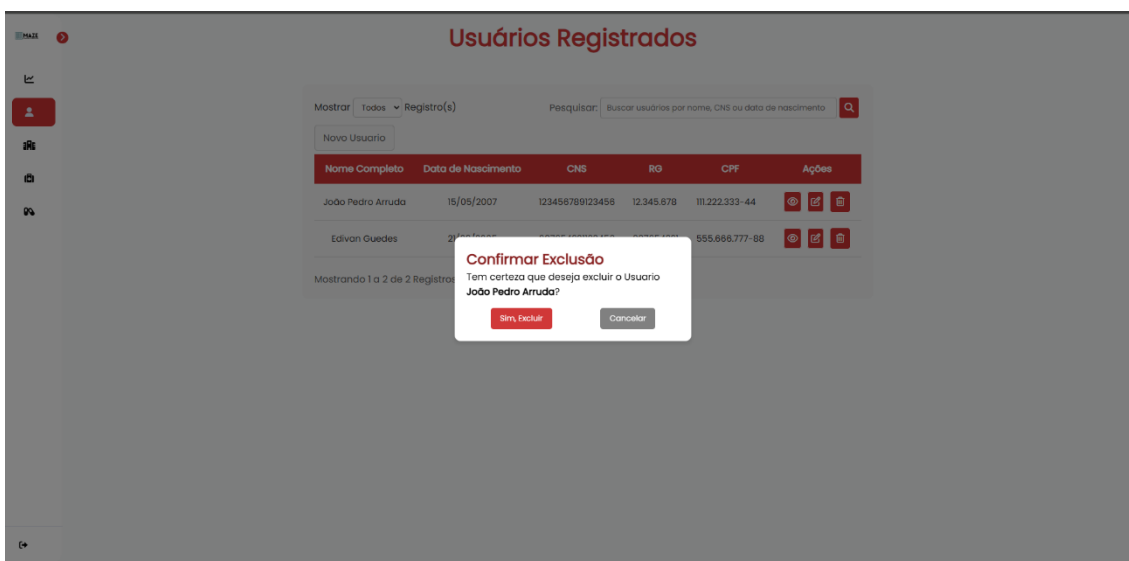 MAZE
Usuários Registrados
Mostrar Todos Registro(s)
Pesquisar: Buscar usuários por nome, CNS ou data de nascimento
Novo Usuario
Nome Completo Data de Nascimento CNS RG CPF Ações
João Pedro Arruda 15/05/2007 123456789123456 12.345.678 111.222.333-44
Edivan Guedes 555.666.777-88
Mostrando 1 a 2 de 2 Registros
Confirmar Exclusão
Tem certeza que deseja excluir o Usuario
João Pedro Arruda?
Sim, Excluir Cancelar